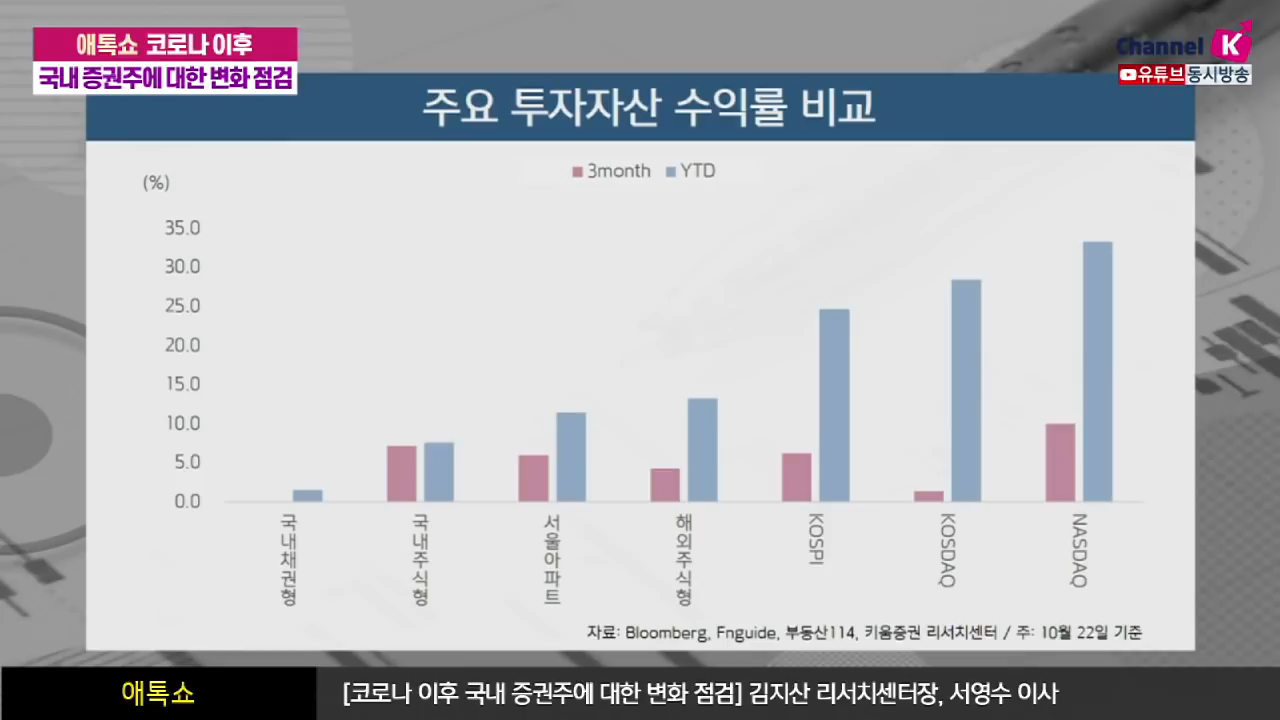 애톡쇼 코로나 이후
국내 증권주에 대한 변화 점검
Channel K
유튜브동시방송
주요 투자자산 수익률 비교
3month YTD
(%)
35.0
30.0
25.0
20.0
15.0
10.0
5.0
0.0
국내채권형
국내주식형
서울아파트
해외주식형
KOSPI
KOSDAQ
NASDAQ
자료: Bloomberg, Fnguide, 부동산114, 키움증권 리서치센터 / 주: 10월 22일 기준
애톡쇼
[코로나 이후 국내 증권주에 대한 변화 점검] 김지산 리서치센터장, 서영수 이사